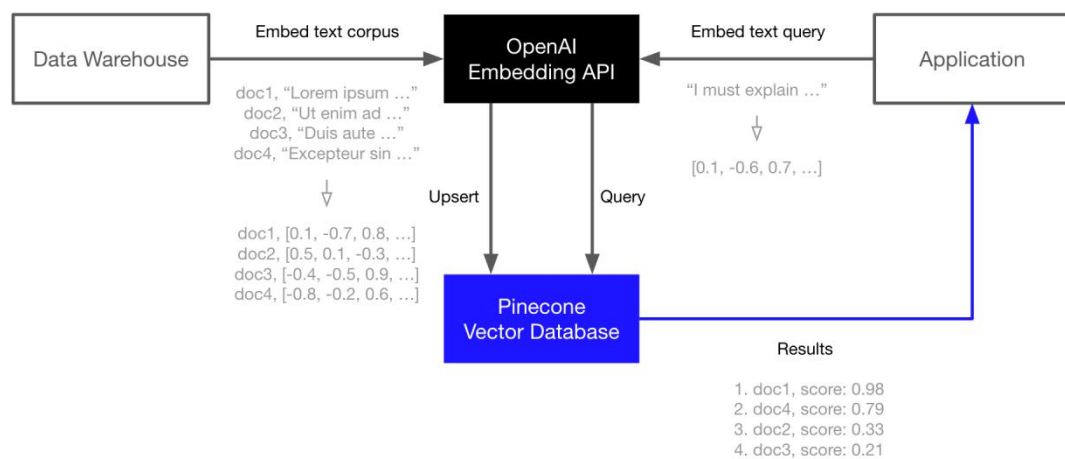 Data Warehouse
Embed text corpus
OpenAI
Embedding API
Embed text query
Application
doc1, “Lorem ipsum …”
doc2, “Ut enim ad …”
doc3, “Duis aute …”
doc4, “Excepteur sin …”
“I must explain …”
[0.1, -0.6, 0.7, …]
Upsert
Query
doc1, [0.1, -0.7, 0.8, …]
doc2, [0.5, 0.1, -0.3, …]
doc3, [-0.4, -0.5, 0.9, …]
doc4, [-0.8, -0.2, 0.6, …]
Pinecone
Vector Database
Results
1. doc1, score: 0.98
2. doc4, score: 0.79
3. doc2, score: 0.33
4. doc3, score: 0.21